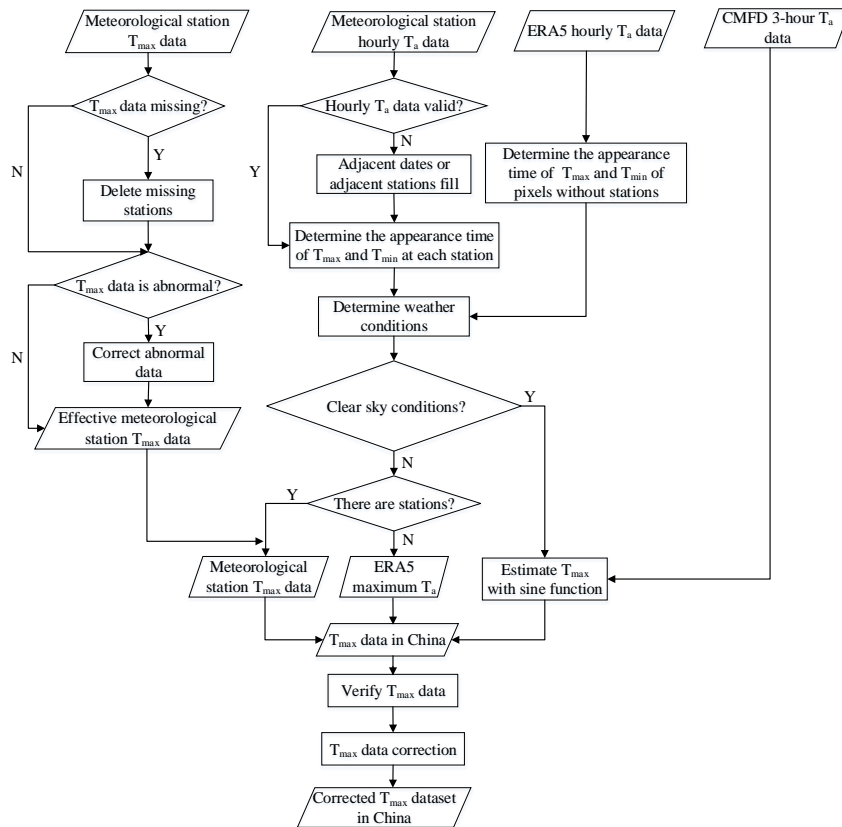 Meteorological station
Tmax data
Meteorological station
hourly Ta data
ERA5 hourly Ta data
CMFD 3-hour Ta
data
Tmax data missing?
N
Y
Delete missing
stations
Hourly Ta data valid?
Y
N
Adjacent dates or
adjacent stations fill
Determine the appearance
time of Tmax and Tmin of
pixels without stations
Determine the appearance time
of Tmax and Tmin at each station
Tmax data is abnormal?
N
Y
Correct abnormal
data
Determine weather
conditions
Effective meteorological
station Tmax data
Clear sky conditions?
Y
N
There are stations?
Y
N
Meteorological
station Tmax data
ERA5
maximum Ta
Estimate Tmax
with sine function
Tmax data in China
Verify Tmax data
Tmax data correction
Corrected Tmax dataset
in China